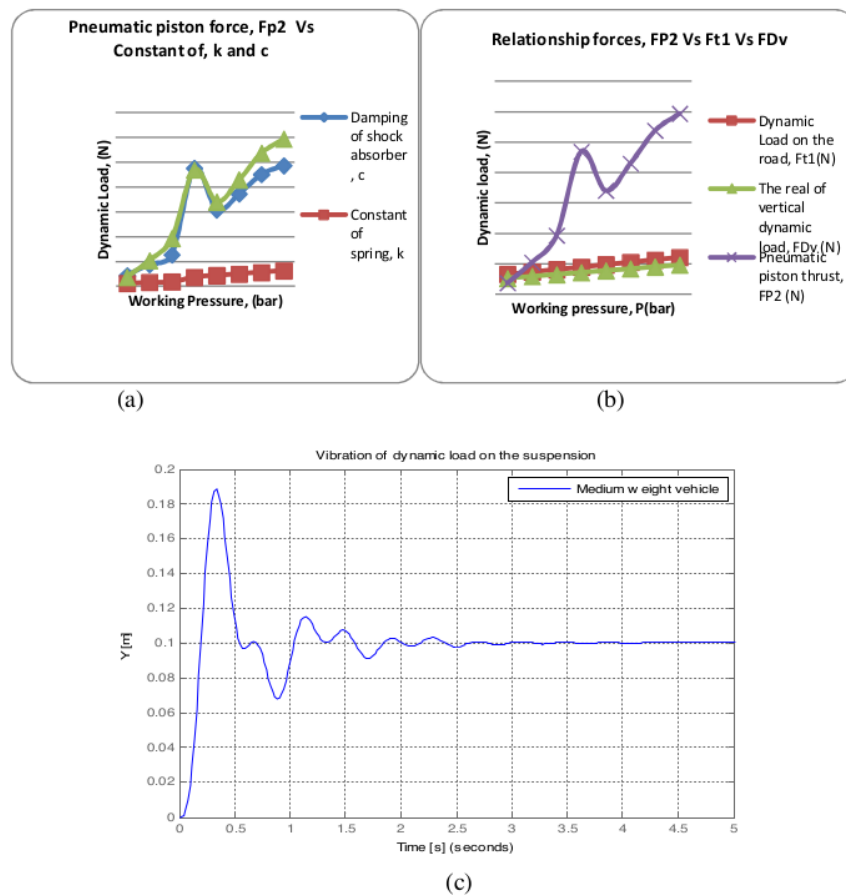 Pneumatic piston force, Fp2 Vs
Constant of, k and c
Dynamic Load, (N)
Working Pressure, (bar)
Damping
of shock
absorber
, c
Constant
of
spring, k
(a)
Relationship forces, FP2 Vs Ft1 Vs FDv
Dynamic load, (N)
Working pressure, P(bar)
Dynamic
Load on the
road, Ft1(N)
The real of
vertical
dynamic
load, FDv (N)
Pneumatic
piston thrust,
FP2 (N)
(b)
Vibration of dynamic load on the suspension
Medium w eight vehicle
Y [m]
0.2
0.18
0.16
0.14
0.12
0.1
0.08
0.06
0.04
0.02
0
0 0.5 1 1.5 2 2.5 3 3.5 4 4.5 5
Time [s] (seconds)
(c)